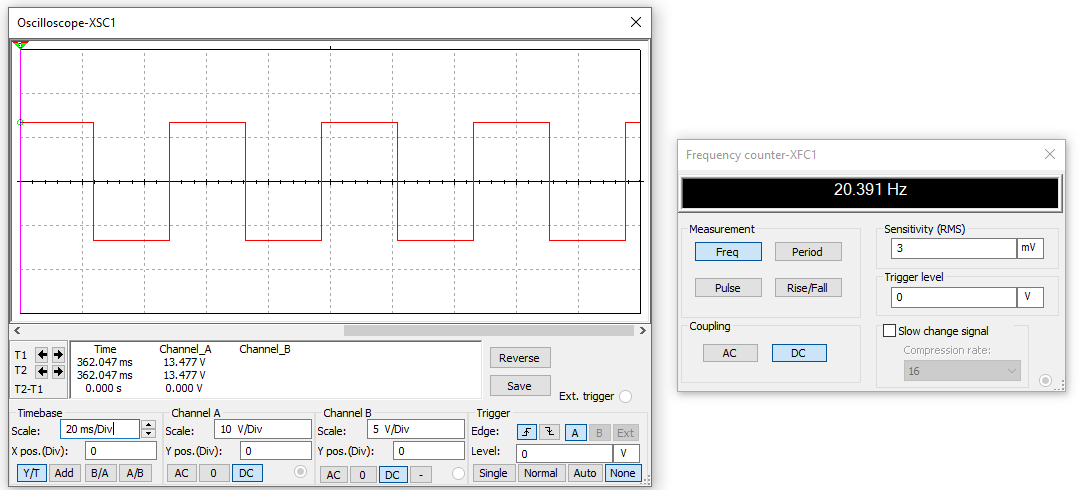 Oscilloscope-XSC1
T1
T2
T2-T1
Time Channel_A Channel_B
362.047 ms 13.477 V
362.047 ms 13.477 V
0.000 s 0.000 V
Reverse
Save
Ext. trigger
Timebase
Scale: 20 ms/Div
X pos.(Div): 0
Y/T Add B/A A/B
Channel A
Scale: 10 V/Div
Y pos.(Div): 0
AC 0 DC
Channel B
Scale: 5 V/Div
Y pos.(Div): 0
AC 0 DC -
Trigger
Edge: A B Ext
Level: 0 V
Single Normal Auto None
Frequency counter-XFC1
20.391 Hz
Measurement
Freq Period
Pulse Rise/Fall
Coupling
AC DC
Sensitivity (RMS)
3 mV
Trigger level
0 V
Slow change signal
Compression rate:
16